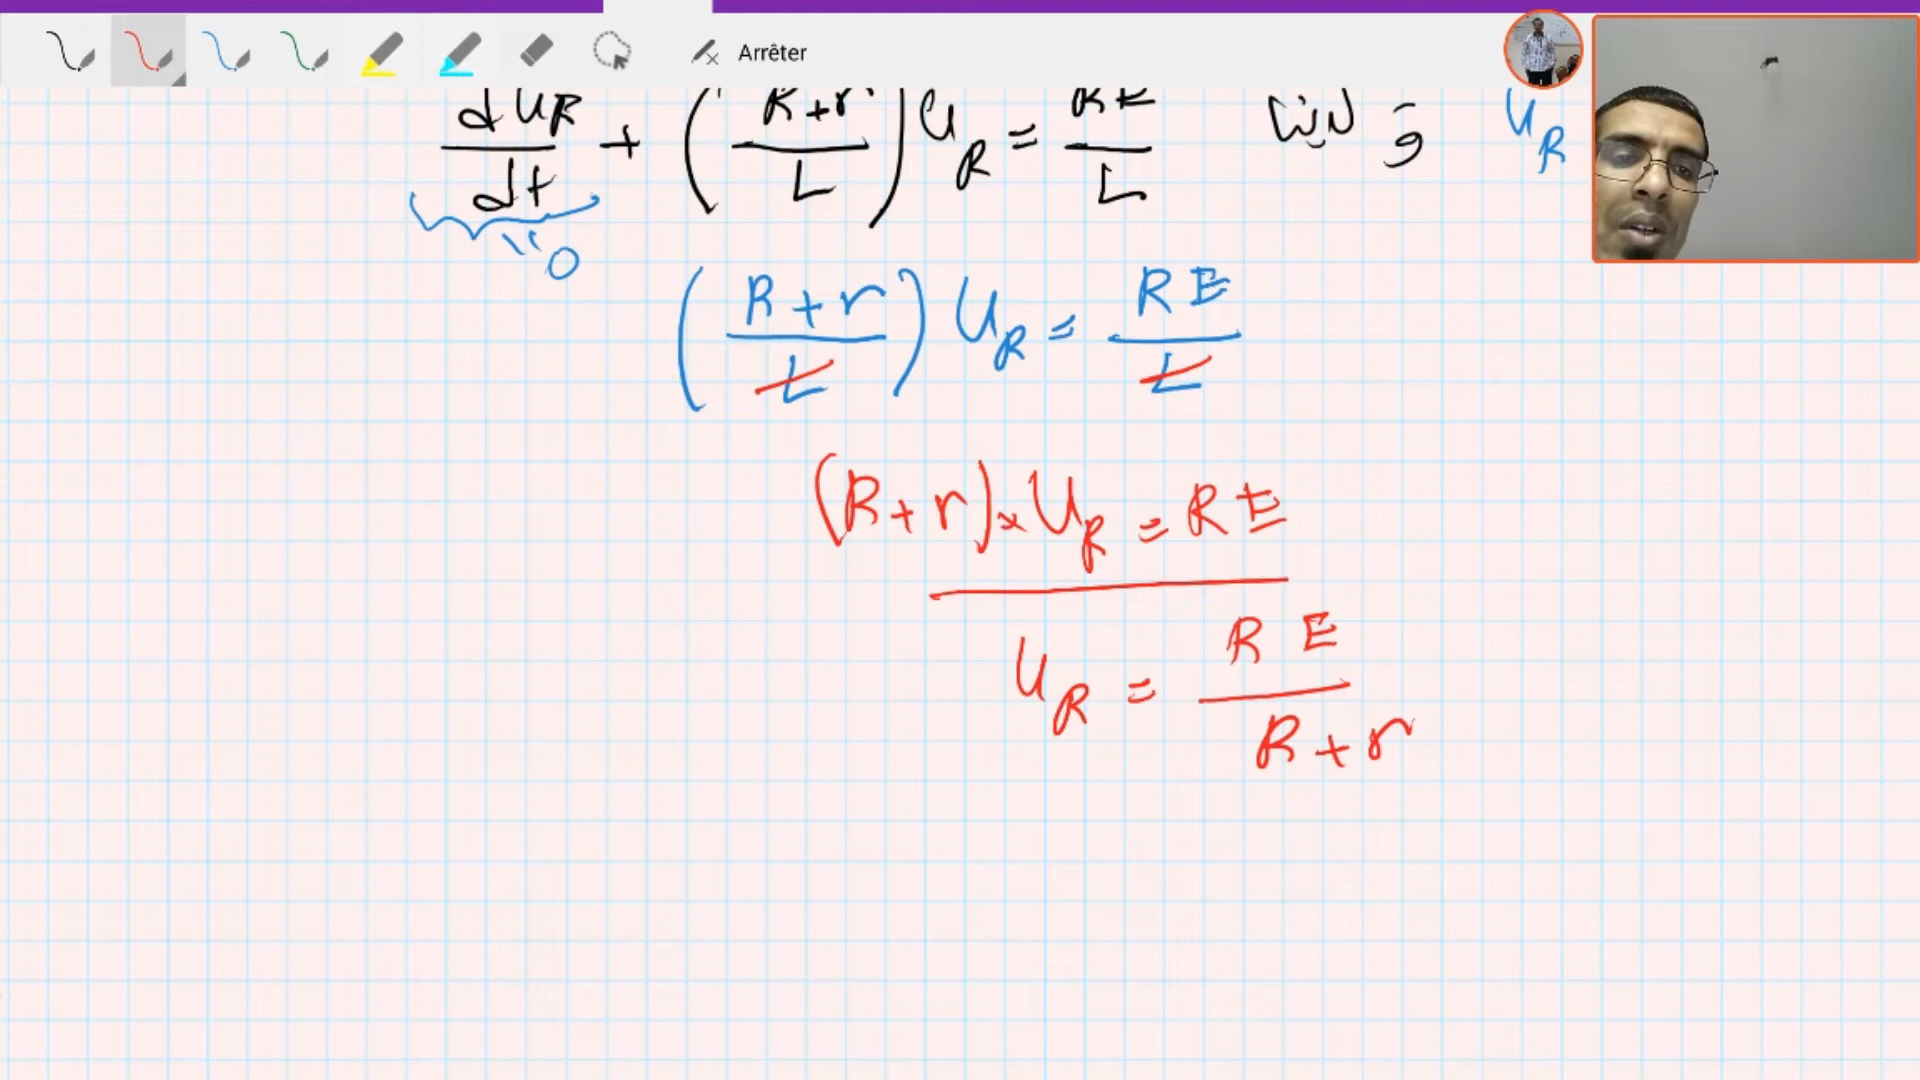 Arrêter
dUR/dt + (R+r/L) UR = RE/L لدينا و UR
= 0
(R+r/L) UR = RE/L
(R+r) × UR = RE
UR = RE/R+r